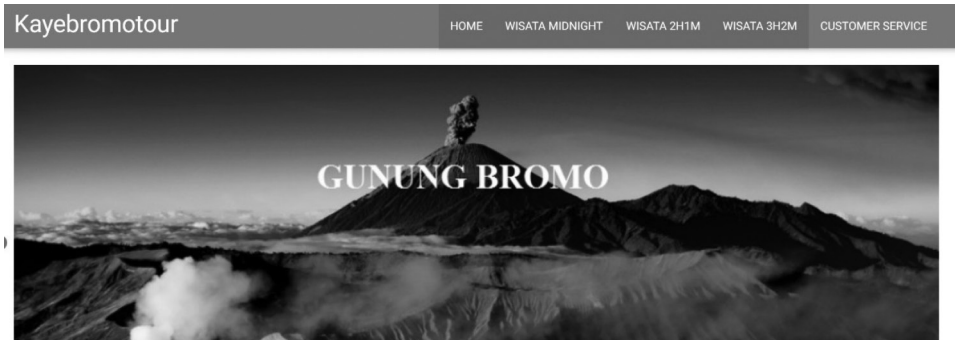 Kayebromotour
HOME WISATA MIDNIGHT WISATA 2H1M WISATA 3H2M CUSTOMER SERVICE
GUNUNG BROMO